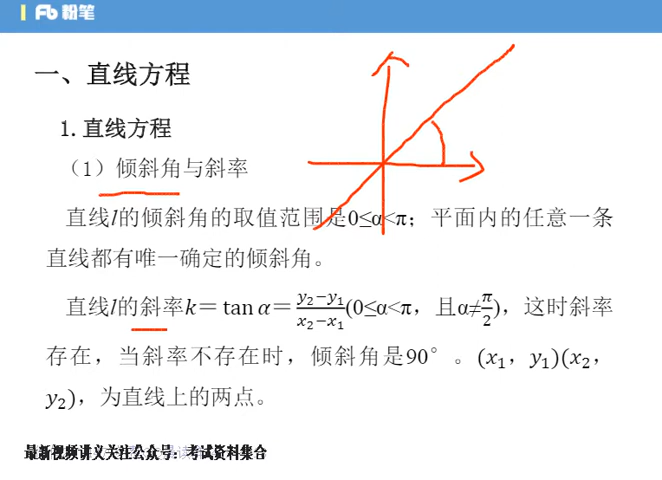 Fb 粉笔
一、直线方程
1.直线方程
（1）倾斜角与斜率
直线l的倾斜角的取值范围是0≤α<π；平面内的任意一条
直线都有唯一确定的倾斜角。
直线l的斜率k＝tan α＝(y₂−y₁)/(x₂−x₁)(0≤α<π，且α≠π/2)，这时斜率
存在，当斜率不存在时，倾斜角是90°。(x₁，y₁)(x₂，
y₂)，为直线上的两点。
最新视频讲义关注公众号：考试资料集合